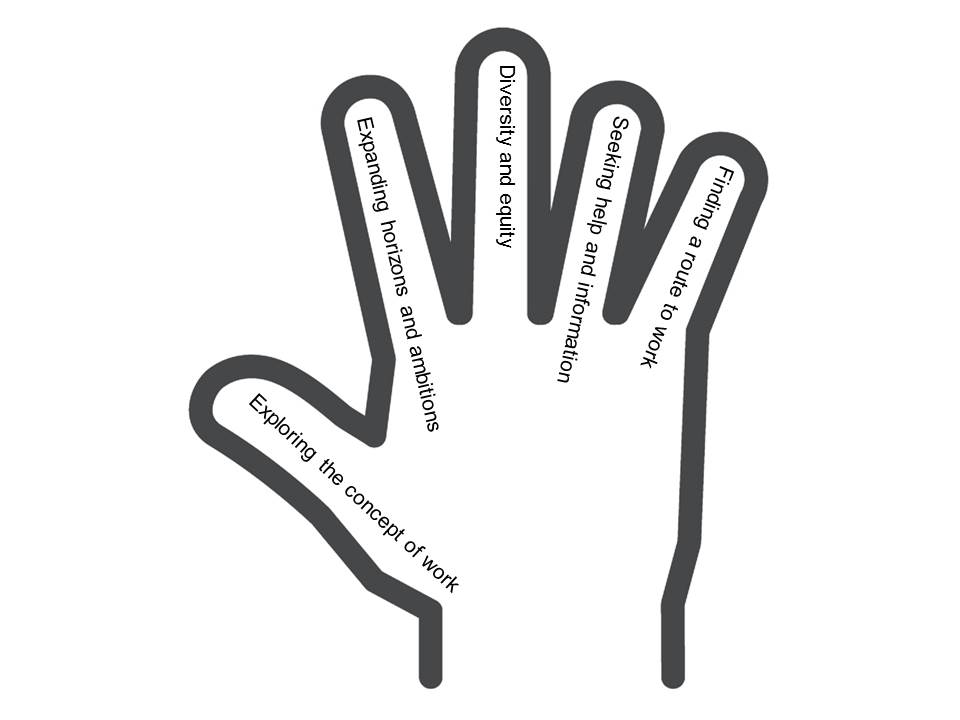 Exploring the concept of work
Expanding horizons and ambitions
Diversity and equity
Seeking help and information
Finding a route to work